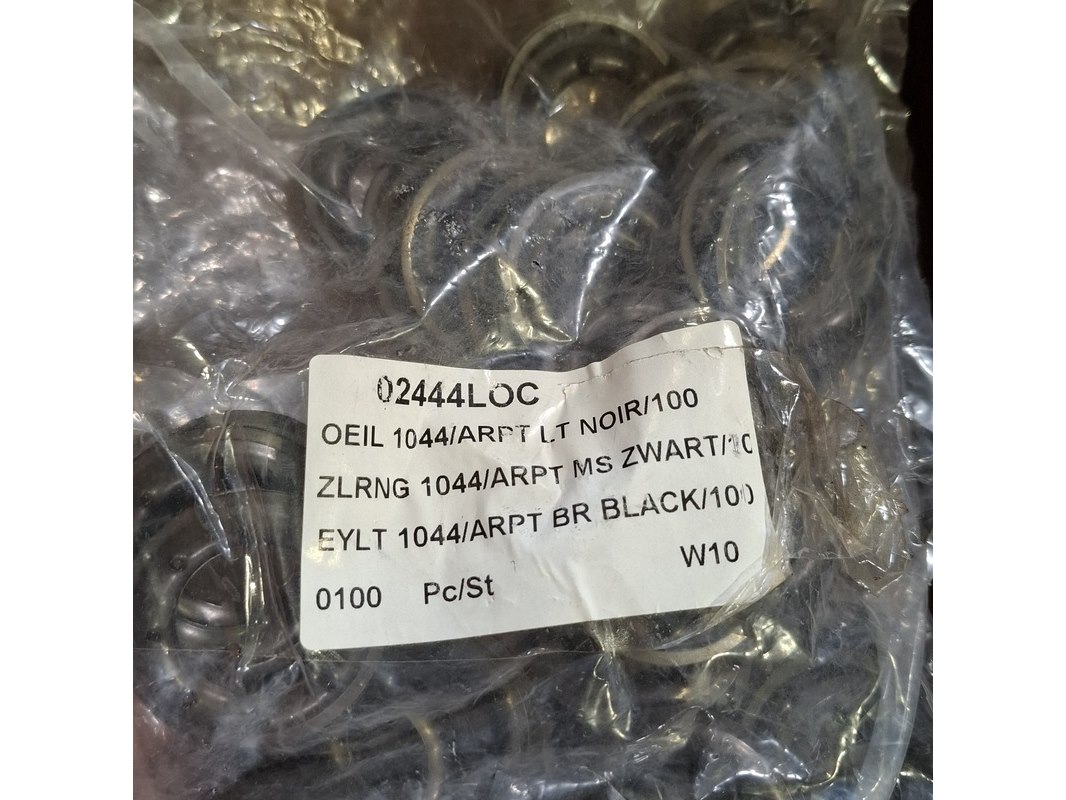 02444LOC
OEIL 1044/ARPT LT NOIR/100
ZLRNG 1044/ARPT MS ZWART/10
EYLT 1044/ARPT BR BLACK/100
0100 Pc/St W10